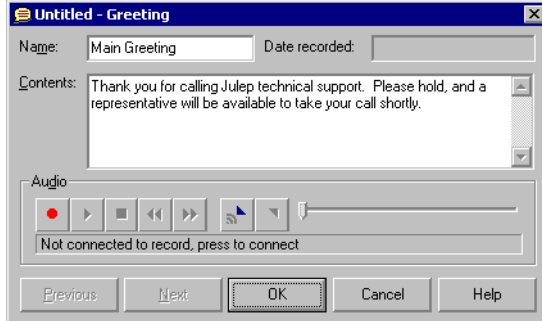 Untitled - Greeting
Name: Main Greeting Date recorded:
Contents: Thank you for calling Julep technical support. Please hold, and a
representative will be available to take your call shortly.
Audio
Not connected to record, press to connect
Previous Next OK Cancel Help